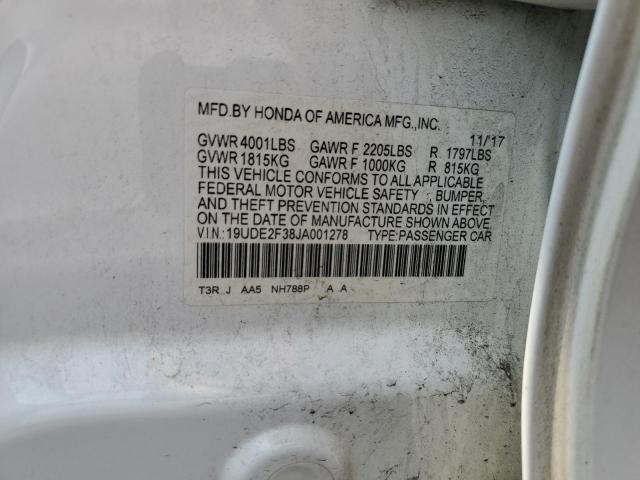 MFD.BY HONDA OF AMERICA MFG.,INC.
11/17
GVWR 4001LBS GAWR F 2205LBS R 1797LBS
GVWR 1815KG GAWR F 1000KG R 815KG
THIS VEHICLE CONFORMS TO ALL APPLICABLE
FEDERAL MOTOR VEHICLE SAFETY , BUMPER,
AND THEFT PREVENTION STANDARDS IN EFFECT
ON THE DATE OF MANUFACTURE SHOWN ABOVE.
VIN:19UDE2F38JA001278 TYPE:PASSENGER CAR
T3R J AA5 NH788P A A